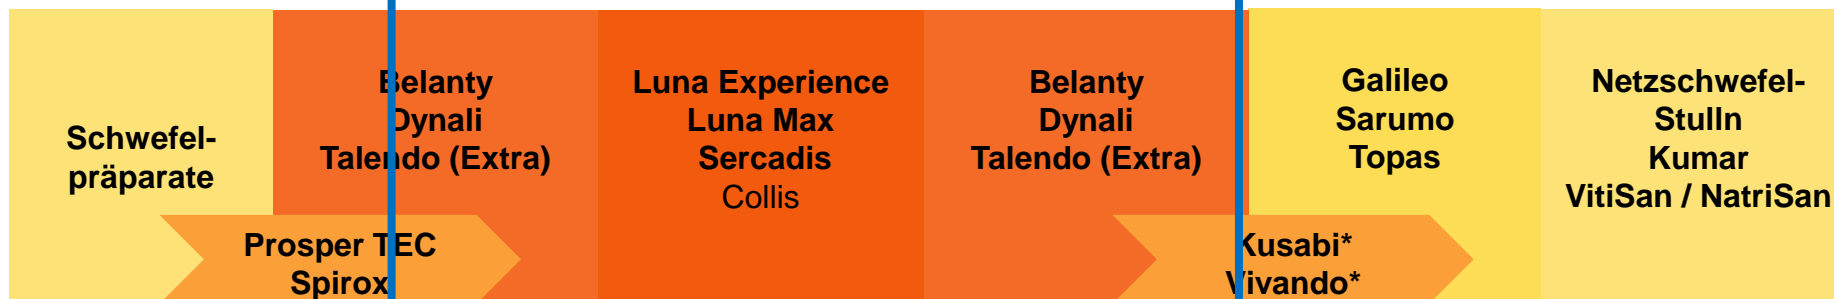 Schwefel-
präparate
Belanty
Dynali
Talendo (Extra)
Prosper TEC
Spirox
Luna Experience
Luna Max
Sercadis
Collis
Belanty
Dynali
Talendo (Extra)
Kusabi*
Vivando*
Galileo
Sarumo
Topas
Netzschwefel-
Stulln
Kumar
VitiSan / NatriSan